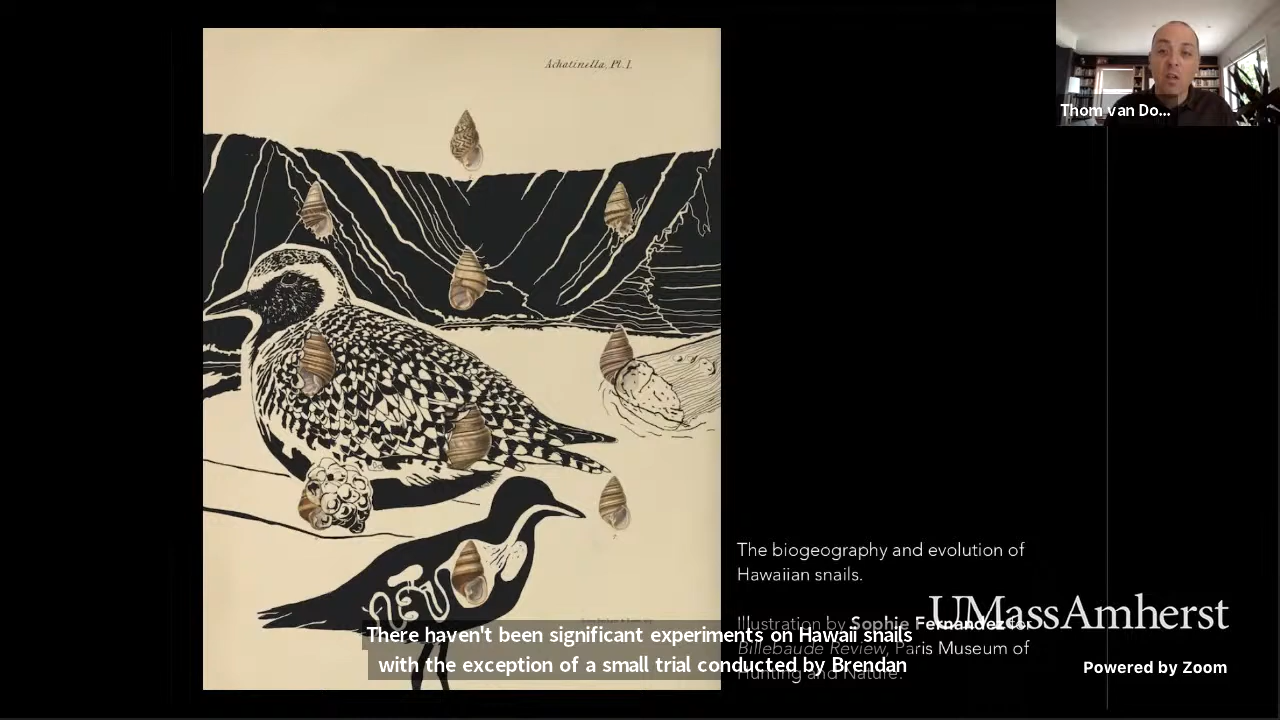 Achatinella, Pl. I.
Thom van Do...
The biogeography and evolution of
Hawaiian snails.
Illustration by Sophie Fernandez for
Billebaude Review, Paris Museum of
Hunting and Nature.
UMassAmherst
There haven't been significant experiments on Hawaii snails
with the exception of a small trial conducted by Brendan
Powered by Zoom